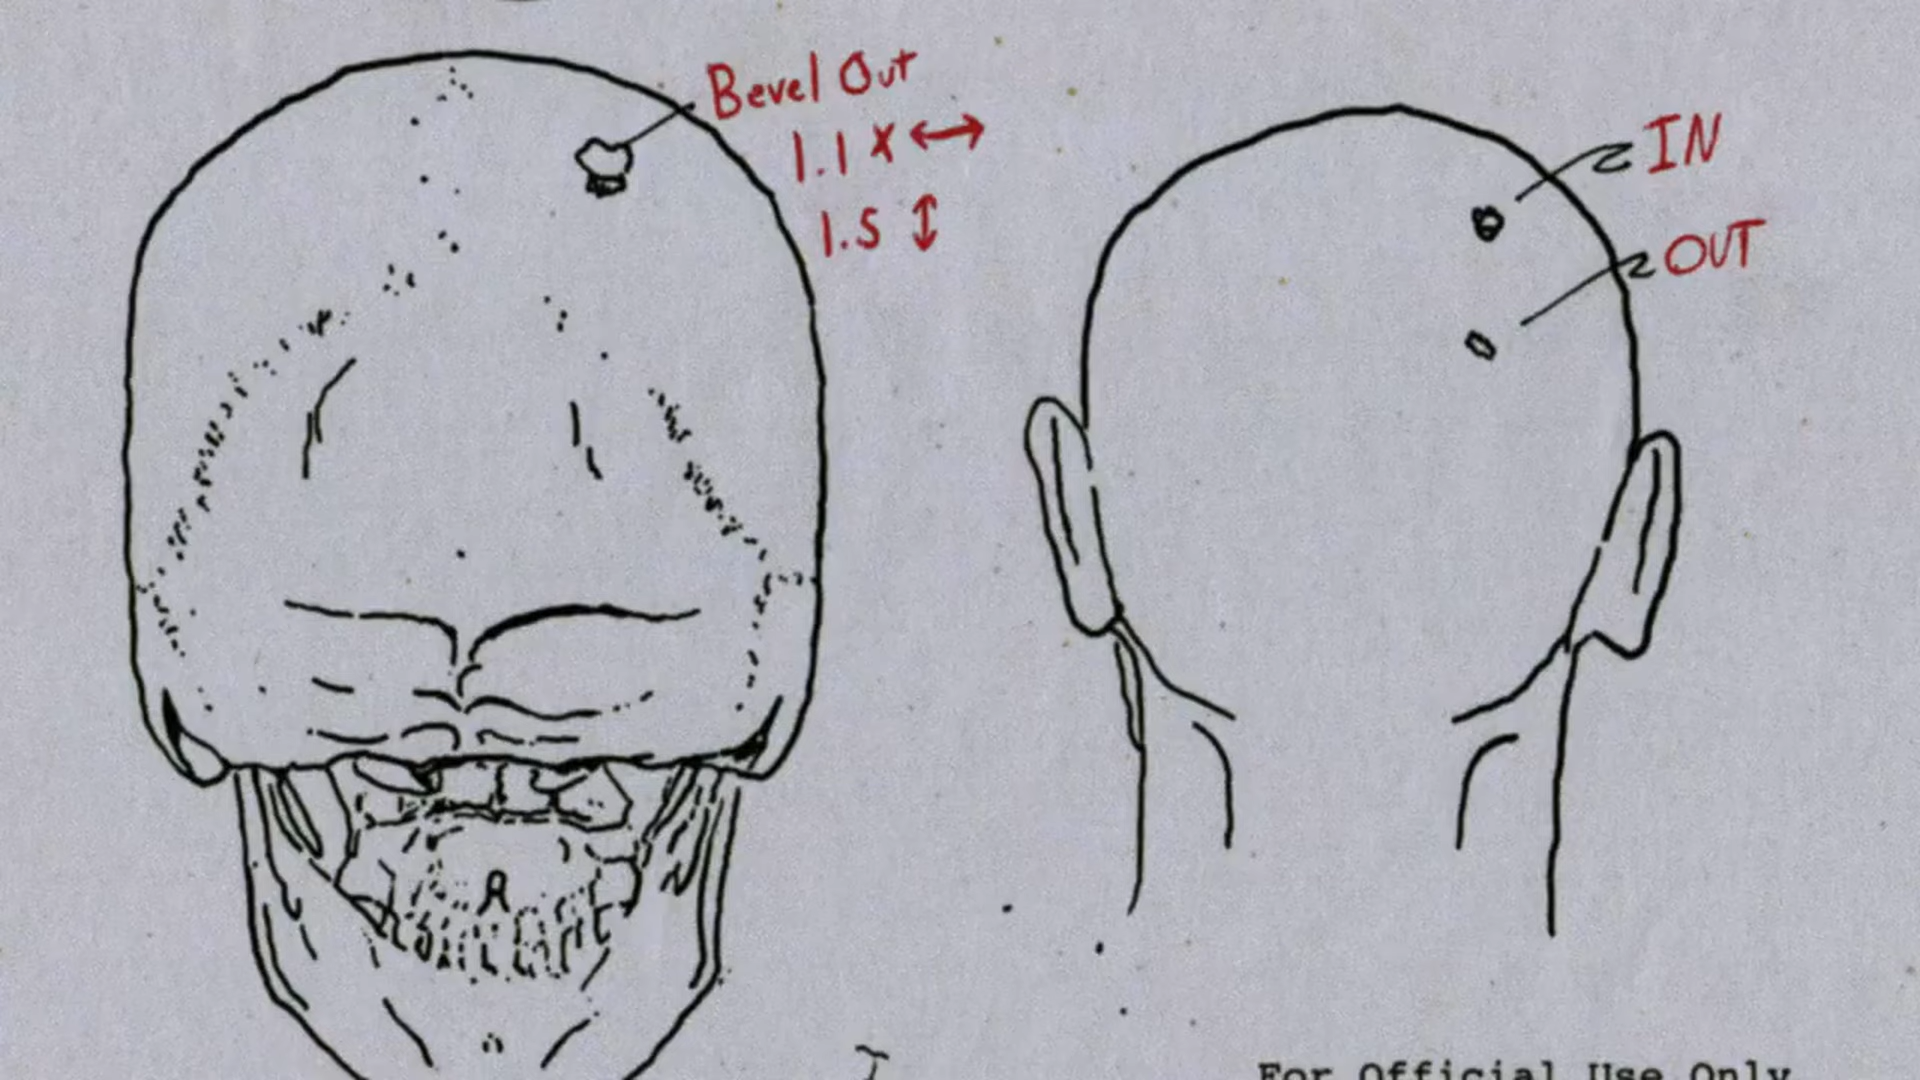 Bevel Out
1.1 x ↔
1.5 ↕
IN
OUT
For Official Use Only